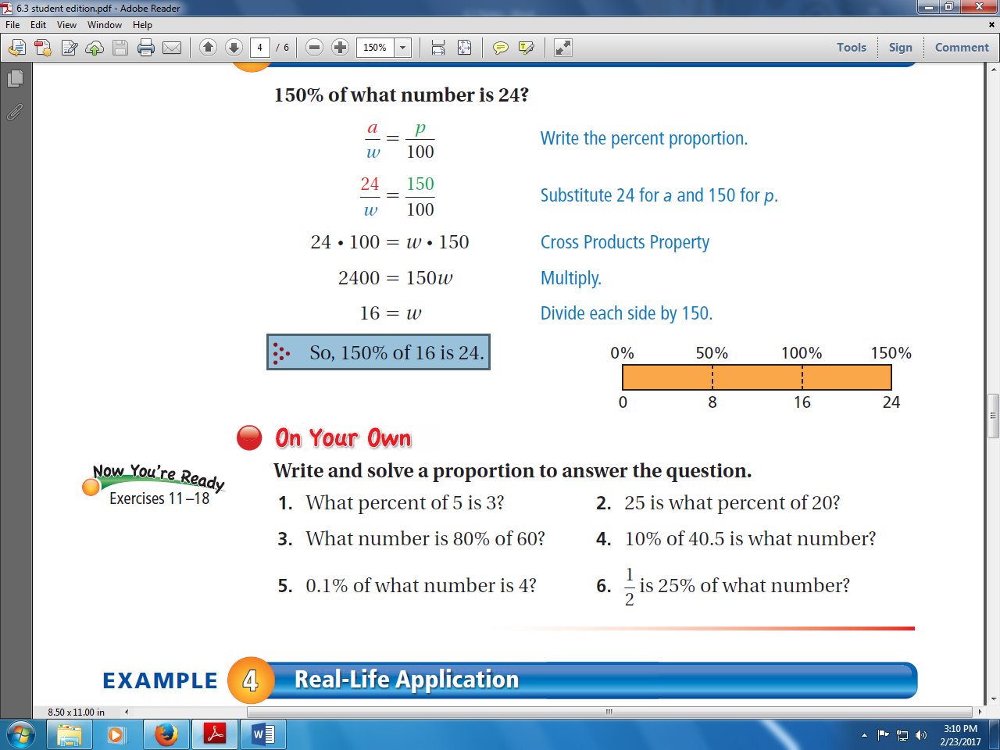 6.3 student edition.pdf - Adobe Reader
File Edit View Window Help
4 / 6 150% Tools Sign Comment
150% of what number is 24?
a/w = p/100 Write the percent proportion.
24/w = 150/100 Substitute 24 for a and 150 for p.
24 • 100 = w • 150 Cross Products Property
2400 = 150w Multiply.
16 = w Divide each side by 150.
So, 150% of 16 is 24.
0% 50% 100% 150%
0 8 16 24
On Your Own
Now You're Ready
Exercises 11–18
Write and solve a proportion to answer the question.
1. What percent of 5 is 3? 2. 25 is what percent of 20?
3. What number is 80% of 60? 4. 10% of 40.5 is what number?
5. 0.1% of what number is 4? 6. 1/2 is 25% of what number?
EXAMPLE 4 Real-Life Application
8.50 x 11.00 in
3:10 PM
2/23/2017